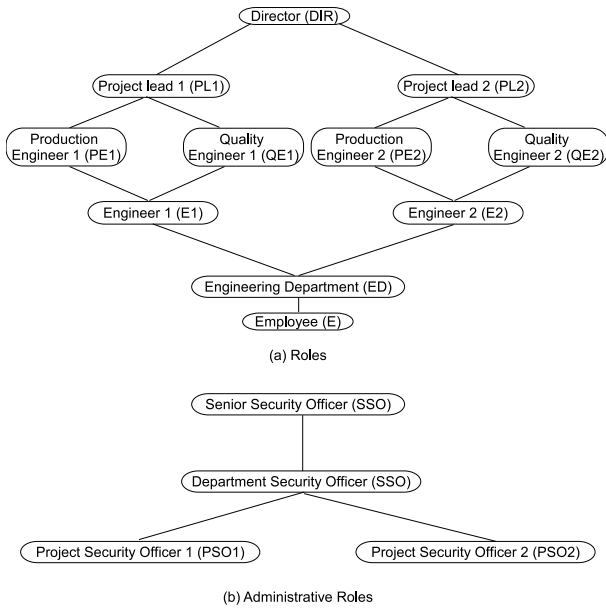 Director (DIR)
Project lead 1 (PL1)
Project lead 2 (PL2)
Production
Engineer 1 (PE1)
Quality
Engineer 1 (QE1)
Production
Engineer 2 (PE2)
Quality
Engineer 2 (QE2)
Engineer 1 (E1)
Engineer 2 (E2)
Engineering Department (ED)
Employee (E)
(a) Roles
Senior Security Officer (SSO)
Department Security Officer (SSO)
Project Security Officer 1 (PSO1)
Project Security Officer 2 (PSO2)
(b) Administrative Roles